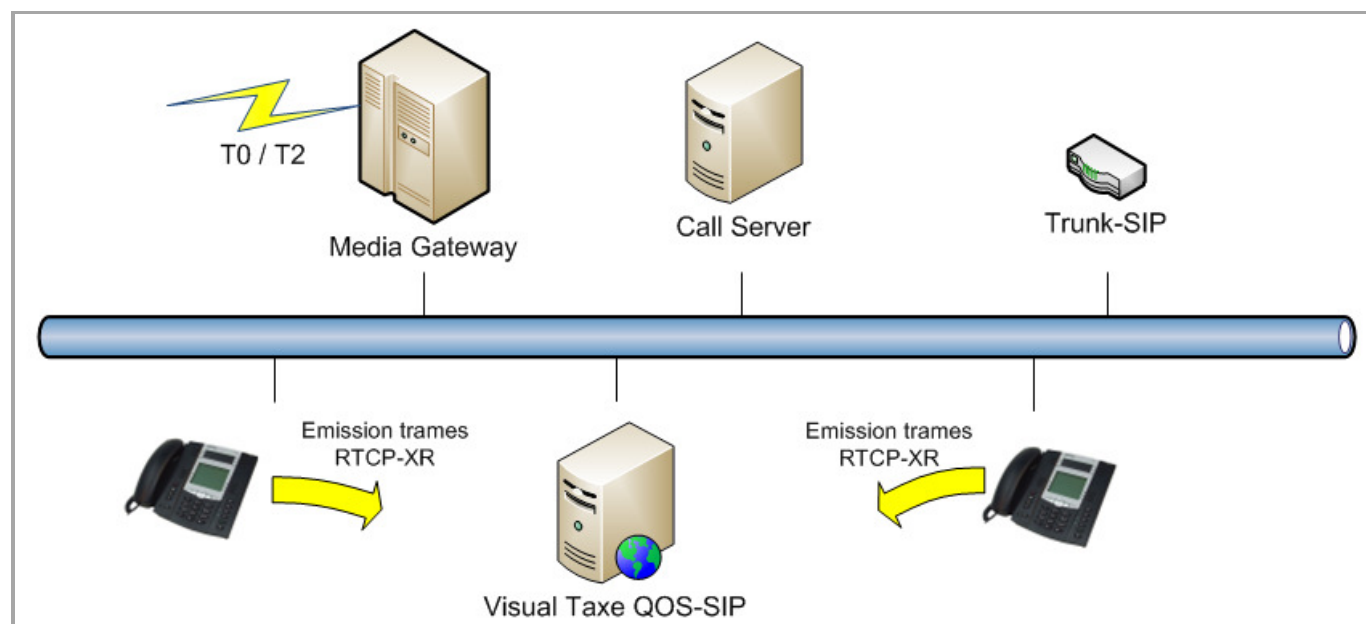 T0 / T2
Media Gateway
Call Server
Trunk-SIP
Emission trames
RTCP-XR
Emission trames
RTCP-XR
Visual Taxe QOS-SIP